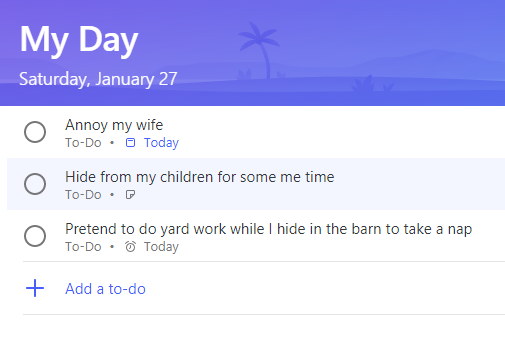 My Day
Saturday, January 27
Annoy my wife
To-Do • Today
Hide from my children for some me time
To-Do •
Pretend to do yard work while I hide in the barn to take a nap
To-Do • Today
Add a to-do